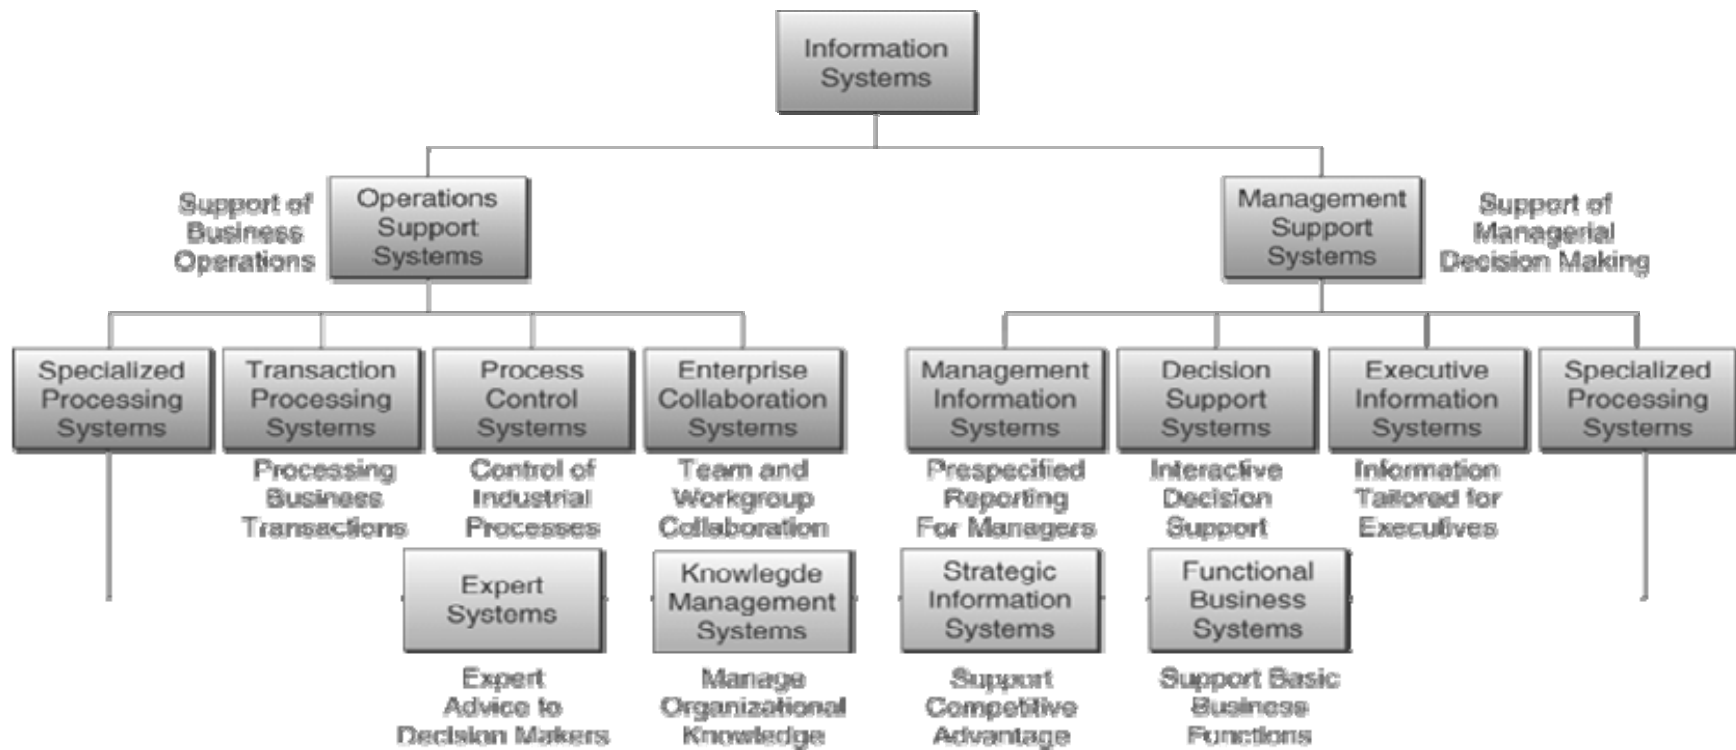 Information
Systems
Support of
Business
Operations
Operations
Support
Systems
Management
Support
Systems
Support of
Managerial
Decision Making
Specialized
Processing
Systems
Transaction
Processing
Systems
Process
Control
Systems
Enterprise
Collaboration
Systems
Management
Information
Systems
Decision
Support
Systems
Executive
Information
Systems
Specialized
Processing
Systems
Processing
Business
Transactions
Control of
Industrial
Processes
Team and
Workgroup
Collaboration
Prespecified
Reporting
For Managers
Interactive
Decision
Support
Information
Tailored for
Executives
Expert
Systems
Knowlegde
Management
Systems
Strategic
Information
Systems
Functional
Business
Systems
Expert
Advice to
Decision Makers
Manage
Organizational
Knowledge
Support
Competitive
Advantage
Support Basic
Business
Functions